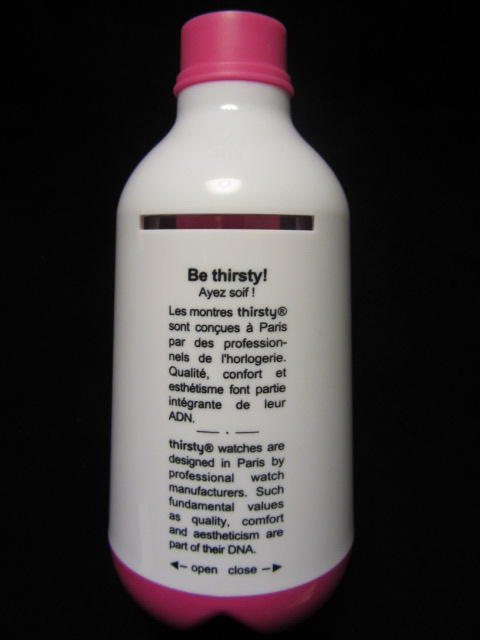 Be thirsty!
Ayez soif !
Les montres thirsty®
sont conçues à Paris
par des profession-
nels de l'horlogerie.
Qualité, confort et
esthétisme font partie
intégrante de leur
ADN.
thirsty® watches are
designed in Paris by
professional watch
manufacturers. Such
fundamental values
as quality, comfort
and aestheticism are
part of their DNA.
◄– open close –►